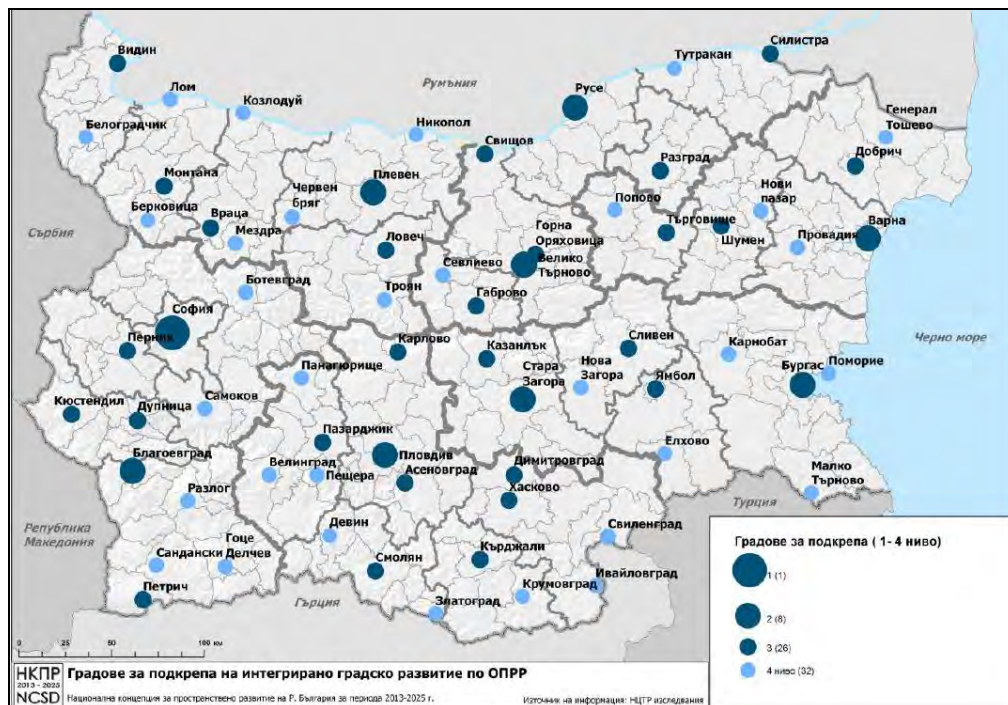 Видин
Силистра
Тутракан
Румъния
Лом
Козлодуй
Русе
Генерал
Тошево
Белоградчик
Никопол
Свищов
Добрич
Монтана
Плевен
Разград
Червен
бряг
Попово
Нови
пазар
Берковица
Враца
Варна
Сърбия
Мездра
Ловеч
Горна
Оряховица
Търговище
Шумен
Провадия
Велико
Търново
Севлиево
Ботевград
Троян
Габрово
София
Черно море
Перник
Карлово
Казанлък
Сливен
Карнобат
Панагюрище
Стара
Загора
Нова
Загора
Ямбол
Бургас
Поморие
Кюстендил
Дупница
Самоков
Пазарджик
Елхово
Благоевград
Велинград
Пещера
Пловдив
Асеновград
Димитровград
Хасково
Малко
Търново
Разлог
Турция
Република
Македония
Девин
Свиленград
Гоце
Делчев
Сандански
Смолян
Кърджали
Ивайловград
Петрич
Гърция
Крумовград
Златоград
Градове за подкрепа ( 1- 4 ниво)
1 (1)
2 (8)
3 (26)
4 ниво (32)
0 25 50 100 км
НКПР
2013 - 2025
NCSD
Градове за подкрепа на интегрирано градско развитие по ОПРР
Национална концепция за пространствено развитие на Р. България за периода 2013-2025 г.
Източник на информация: НЦТР изследвания